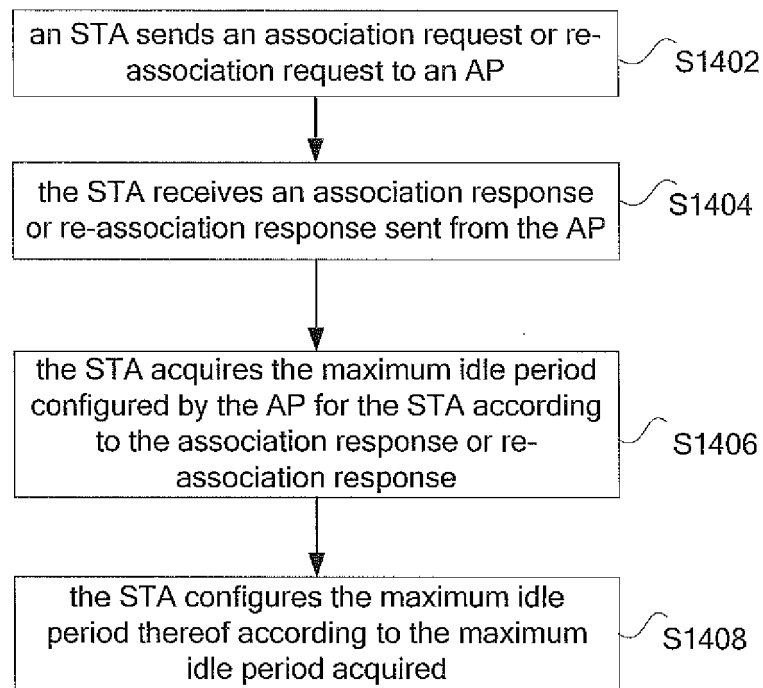 an STA sends an association request or re-
association request to an AP
S1402
the STA receives an association response
or re-association response sent from the AP
S1404
the STA acquires the maximum idle period
configured by the AP for the STA according
to the association response or re-
association response
S1406
the STA configures the maximum idle
period thereof according to the maximum
idle period acquired
S1408